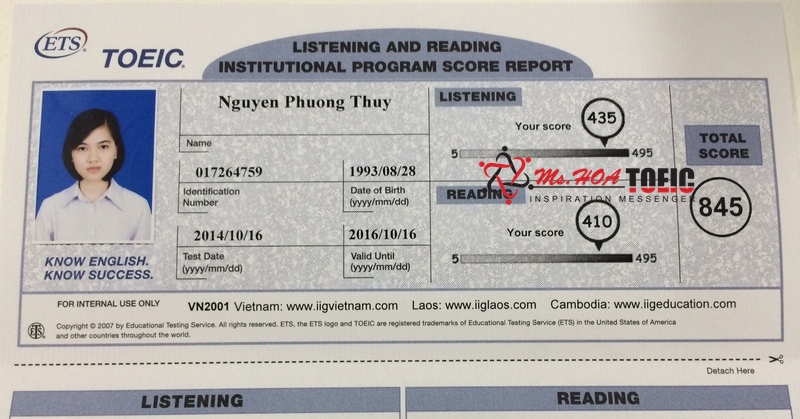 ETS
TOEIC.
LISTENING AND READING
INSTITUTIONAL PROGRAM SCORE REPORT
Nguyen Phuong Thuy
Name
017264759
1993/08/28
Identification
Number
Date of Birth
(yyyy/mm/dd)
2014/10/16
2016/10/16
Test Date
(yyyy/mm/dd)
Valid Until
(yyyy/mm/dd)
KNOW ENGLISH.
KNOW SUCCESS.
LISTENING
Your score
435
5
495
Ms.HOA TOEIC
INSPIRATION MESSENGER
READING
Your score
410
5
495
TOTAL
SCORE
845
FOR INTERNAL USE ONLY
VN2001 Vietnam: www.iigvietnam.com Laos: www.iiglaos.com Cambodia: www.iigeducation.com
ETS
Copyright © 2007 by Educational Testing Service. All rights reserved. ETS, the ETS logo and TOEIC are registered trademarks of Educational Testing Service (ETS) in the United States of America
and other countries throughout the world.
Detach Here
LISTENING
READING